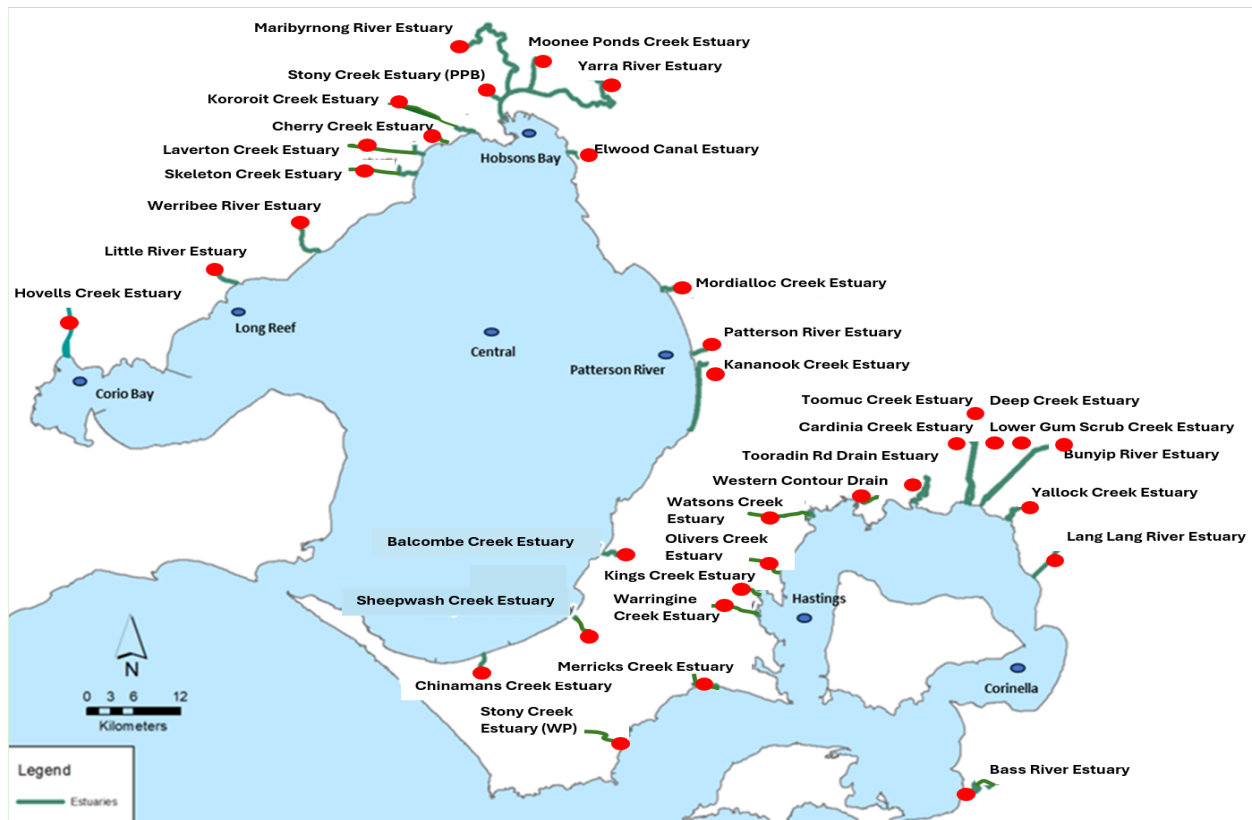 Maribyrnong River Estuary
Moonee Ponds Creek Estuary
Yarra River Estuary
Stony Creek Estuary (PPB)
Kororoit Creek Estuary
Cherry Creek Estuary
Laverton Creek Estuary
Hobsons Bay
Elwood Canal Estuary
Skeleton Creek Estuary
Werribee River Estuary
Little River Estuary
Hovells Creek Estuary
Mordialloc Creek Estuary
Long Reef
Patterson River Estuary
Central
Patterson River
Kananook Creek Estuary
Corio Bay
Toomuc Creek Estuary
Deep Creek Estuary
Cardinia Creek Estuary
Lower Gum Scrub Creek Estuary
Tooradin Rd Drain Estuary
Bunyip River Estuary
Western Contour Drain
Yallock Creek Estuary
Watsons Creek
Estuary
Olivers Creek
Estuary
Lang Lang River Estuary
Balcombe Creek Estuary
Kings Creek Estuary
Sheepwash Creek Estuary
Warringine
Creek Estuary
Hastings
Merricks Creek Estuary
Chinamans Creek Estuary
Corinella
Stony Creek
Estuary (WP)
N
0 3 6 12
Kilometers
Bass River Estuary
Legend
Estuaries